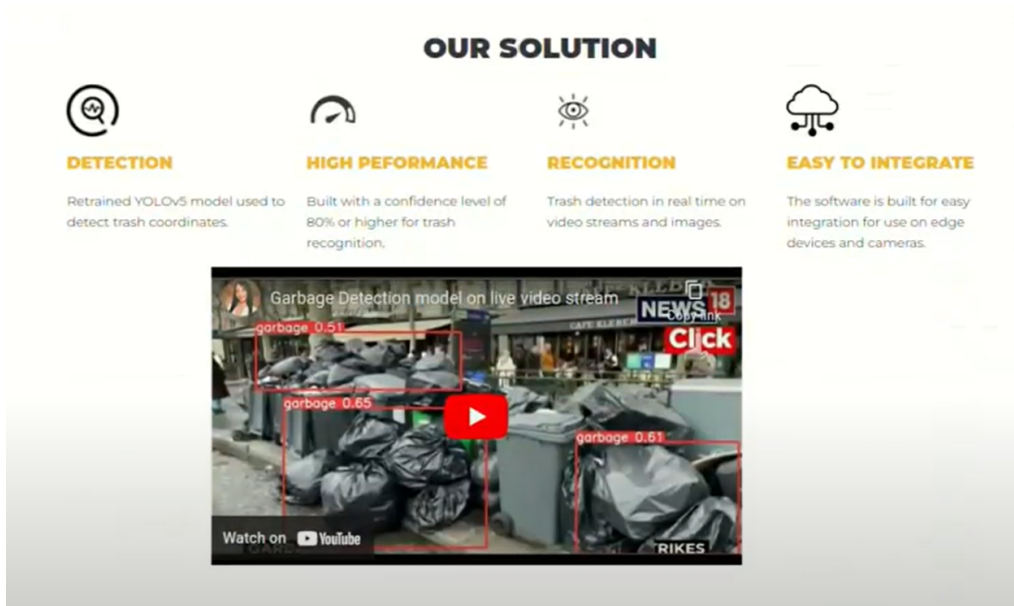 OUR SOLUTION
DETECTION
Retrained YOLOv5 model used to
detect trash coordinates.
HIGH PEFORMANCE
Built with a confidence level of
80% or higher for trash
recognition.
RECOGNITION
Trash detection in real time on
video streams and images.
EASY TO INTEGRATE
The software is built for easy
integration for use on edge
devices and cameras.
Garbage Detection model on live video stream
Copy link
NEWS 18
Click
CAFE KLEBER
garbage 0.51
garbage 0.65
garbage 0.61
Watch on YouTube